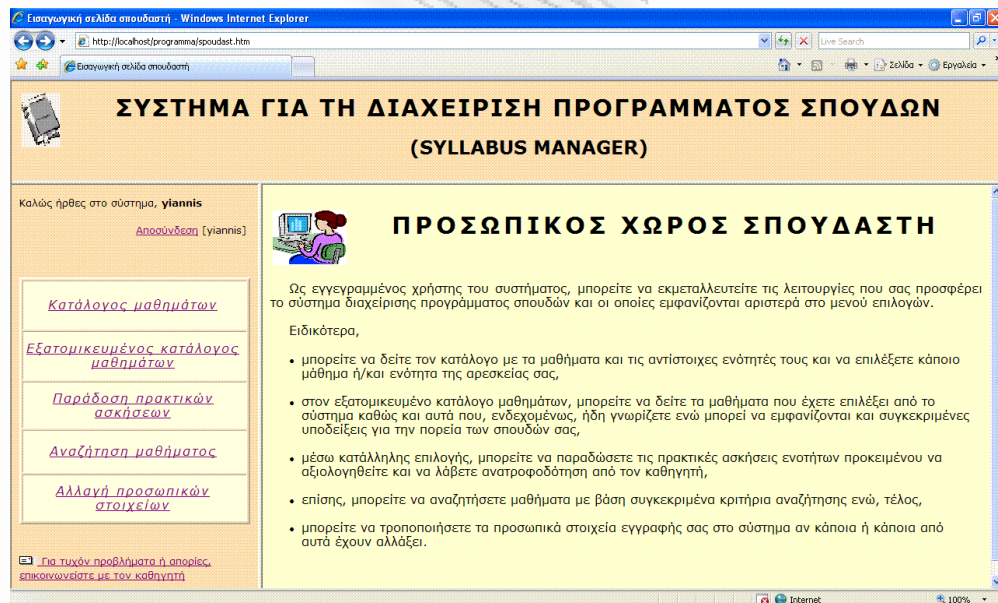 Εισαγωγική σελίδα σπουδαστή - Windows Internet Explorer
http://localhost/programma/spoudast.htm
Live Search
Εισαγωγική σελίδα σπουδαστή
Σελίδα
Εργαλεία
ΣΥΣΤΗΜΑ ΓΙΑ ΤΗ ΔΙΑΧΕΙΡΙΣΗ ΠΡΟΓΡΑΜΜΑΤΟΣ ΣΠΟΥΔΩΝ
(SYLLABUS MANAGER)
Καλώς ήρθες στο σύστημα, yiannis
Αποσύνδεση [yiannis]
Κατάλογος μαθημάτων
Εξατομικευμένος κατάλογος
μαθημάτων
Παράδοση πρακτικών
ασκήσεων
Αναζήτηση μαθήματος
Αλλαγή προσωπικών
στοιχείων
Για τυχόν προβλήματα ή απορίες,
επικοινωνείστε με τον καθηγητή
ΠΡΟΣΩΠΙΚΟΣ ΧΩΡΟΣ ΣΠΟΥΔΑΣΤΗ
Ως εγγεγραμμένος χρήστης του συστήματος, μπορείτε να εκμεταλλευτείτε τις λειτουργίες που σας προσφέρει
το σύστημα διαχείρισης προγράμματος σπουδών και οι οποίες εμφανίζονται αριστερά στο μενού επιλογών.
Ειδικότερα,
• μπορείτε να δείτε τον κατάλογο με τα μαθήματα και τις αντίστοιχες ενότητές τους και να επιλέξετε κάποιο
μάθημα ή/και ενότητα της αρεσκείας σας,
• στον εξατομικευμένο κατάλογο μαθημάτων, μπορείτε να δείτε τα μαθήματα που έχετε επιλέξει από το
σύστημα καθώς και αυτά που, ενδεχομένως, ήδη γνωρίζετε ενώ μπορεί να εμφανίζονται και συγκεκριμένες
υποδείξεις για την πορεία των σπουδών σας,
• μέσω κατάλληλης επιλογής, μπορείτε να παραδώσετε τις πρακτικές ασκήσεις ενοτήτων προκειμένου να
αξιολογηθείτε και να λάβετε ανατροφοδότηση από τον καθηγητή,
• επίσης, μπορείτε να αναζητήσετε μαθήματα με βάση συγκεκριμένα κριτήρια αναζήτησης ενώ, τέλος,
• μπορείτε να τροποποιήσετε τα προσωπικά στοιχεία εγγραφής σας στο σύστημα αν κάποια ή κάποια από
αυτά έχουν αλλάξει.
Internet
100%